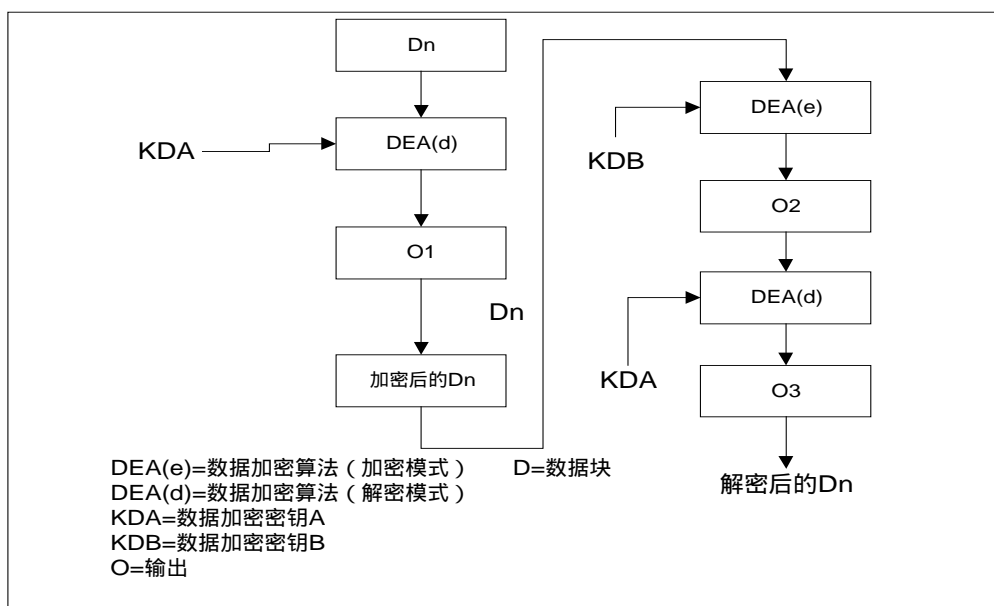 Dn
DEA(d)
KDA
O1
Dn
加密后的Dn
DEA(e)
KDB
O2
DEA(d)
KDA
O3
解密后的Dn
DEA(e)=数据加密算法（加密模式） D=数据块
DEA(d)=数据加密算法（解密模式）
KDA=数据加密密钥A
KDB=数据加密密钥B
O=输出